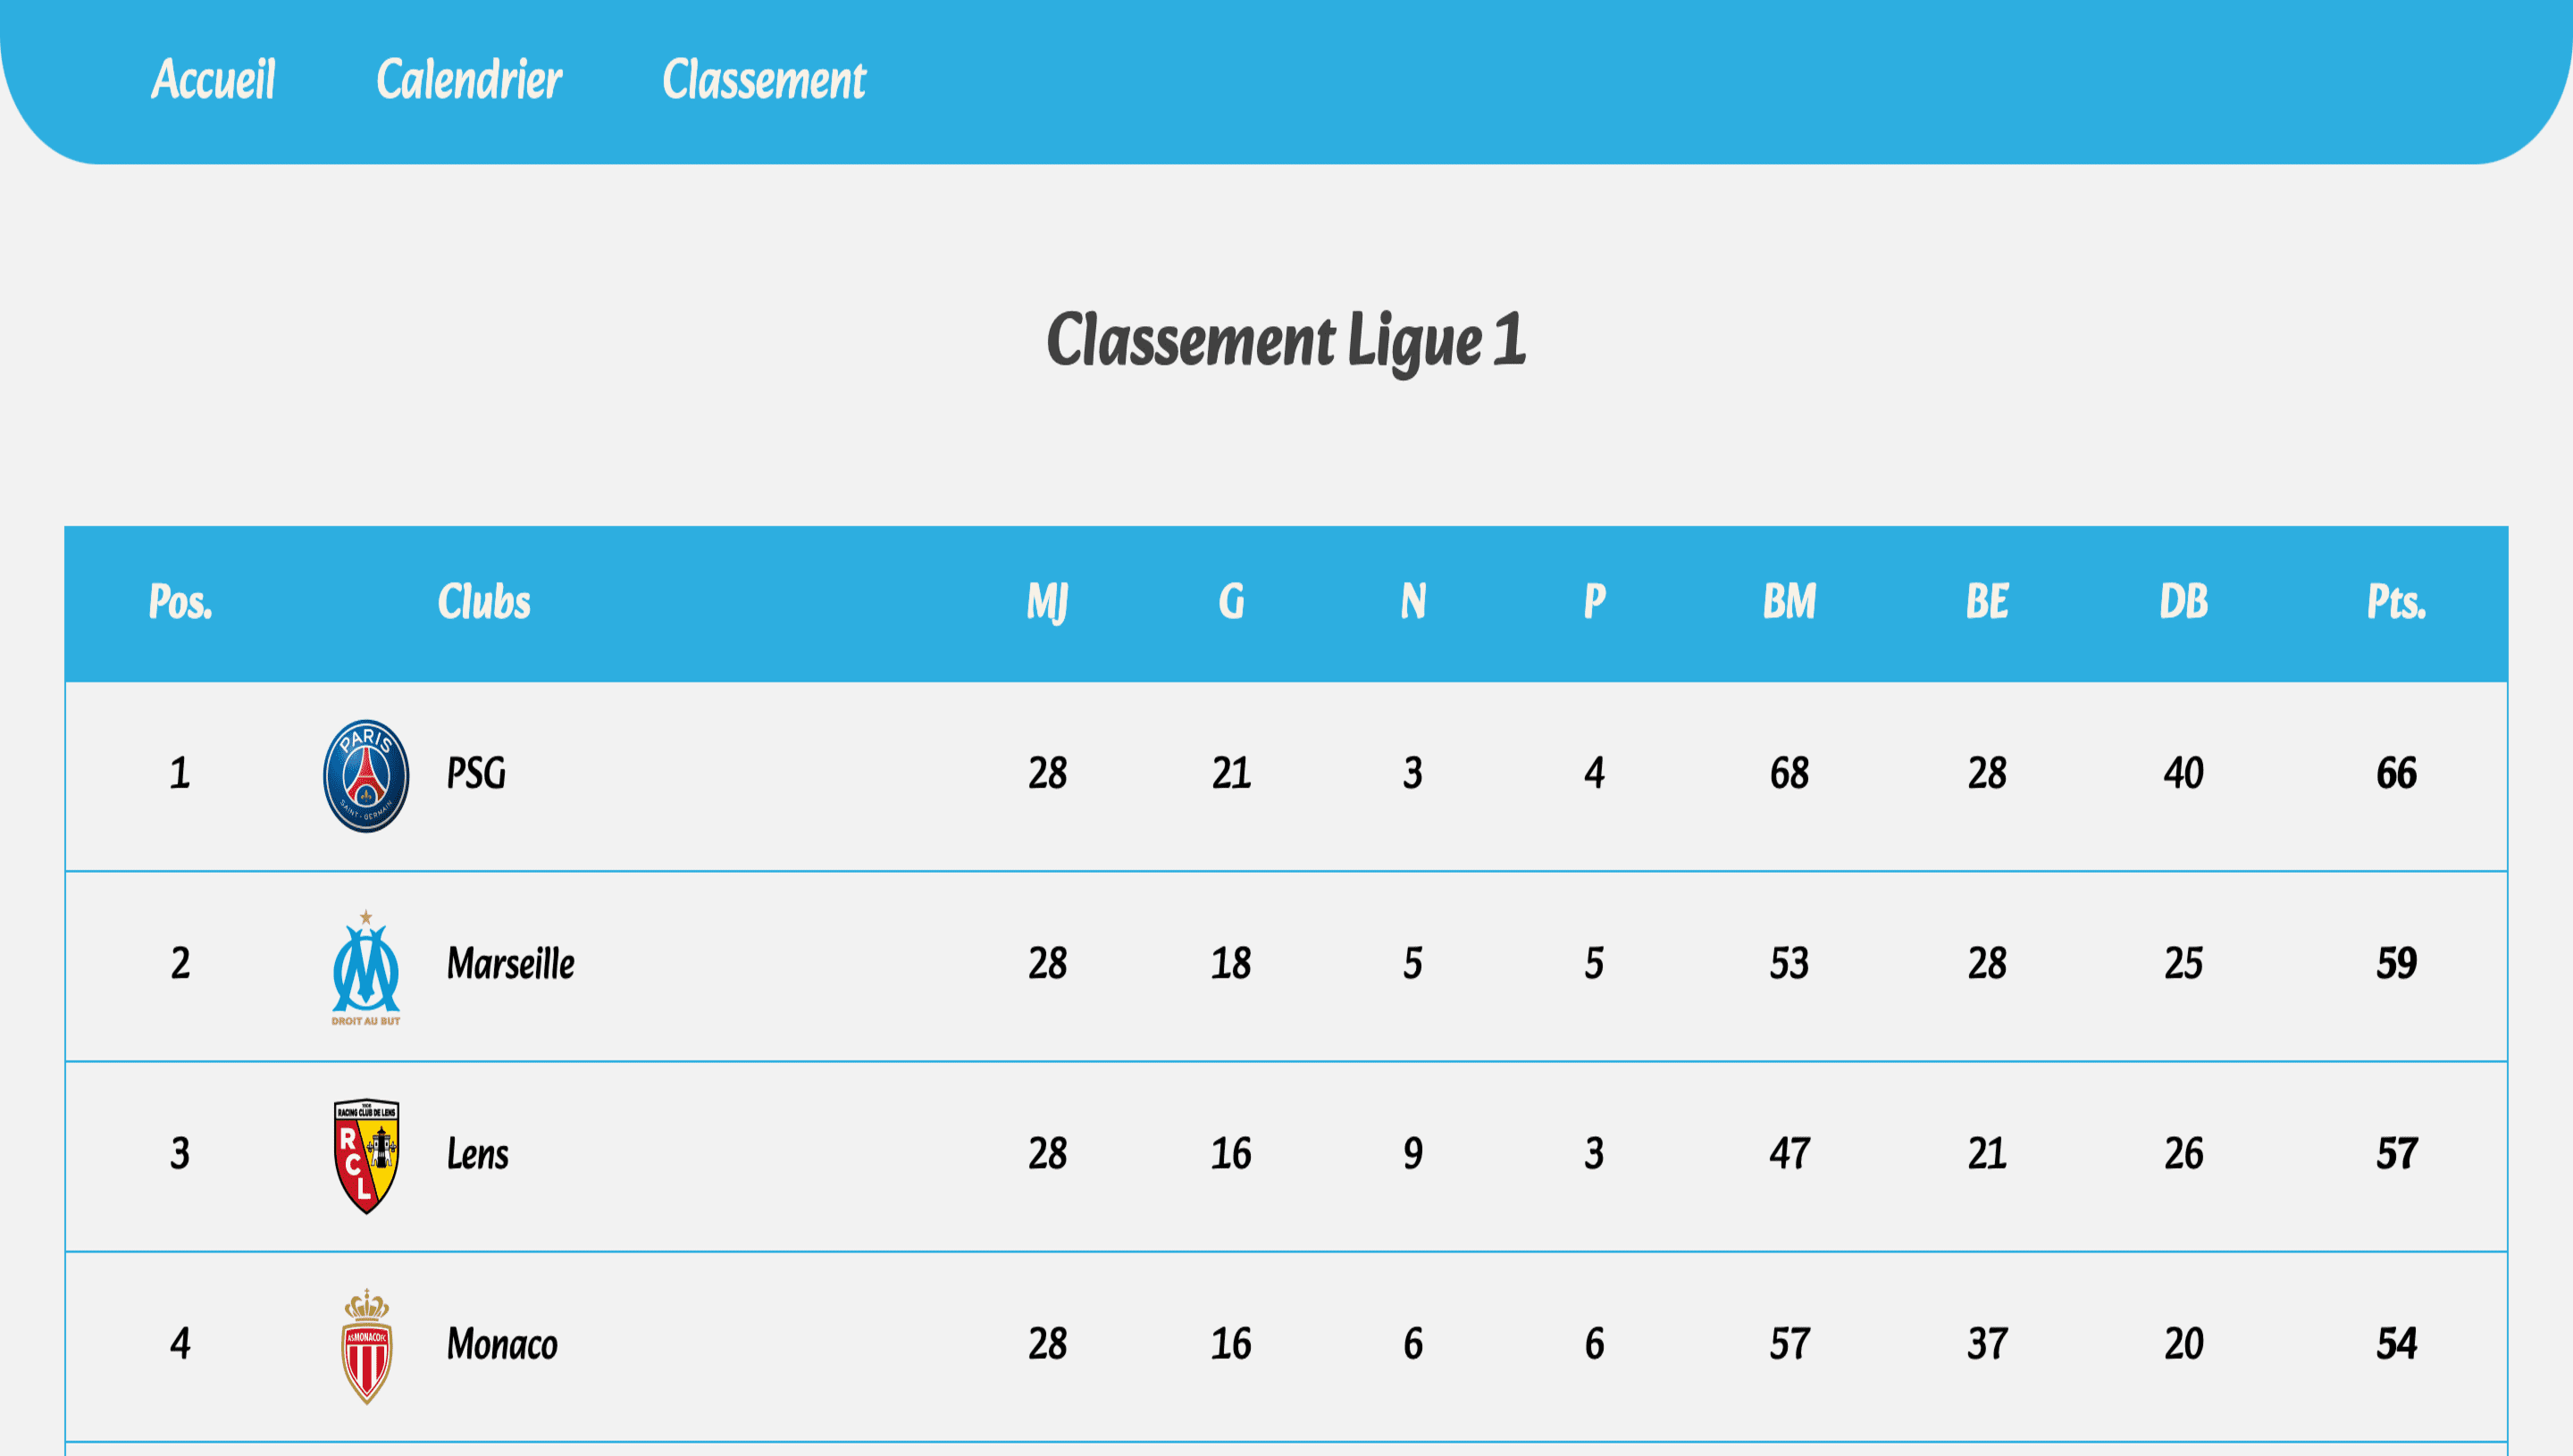 Accueil Calendrier Classement
Classement Ligue 1
Pos. Clubs MJ G N P BM BE DB Pts.
1 PARIS SAINT - GERMAIN PSG 28 21 3 4 68 28 40 66
2 DROIT AU BUT Marseille 28 18 5 5 53 28 25 59
3 RACING CLUB DE LENS RCL Lens 28 16 9 3 47 21 26 57
4 AS MONACO FC Monaco 28 16 6 6 57 37 20 54